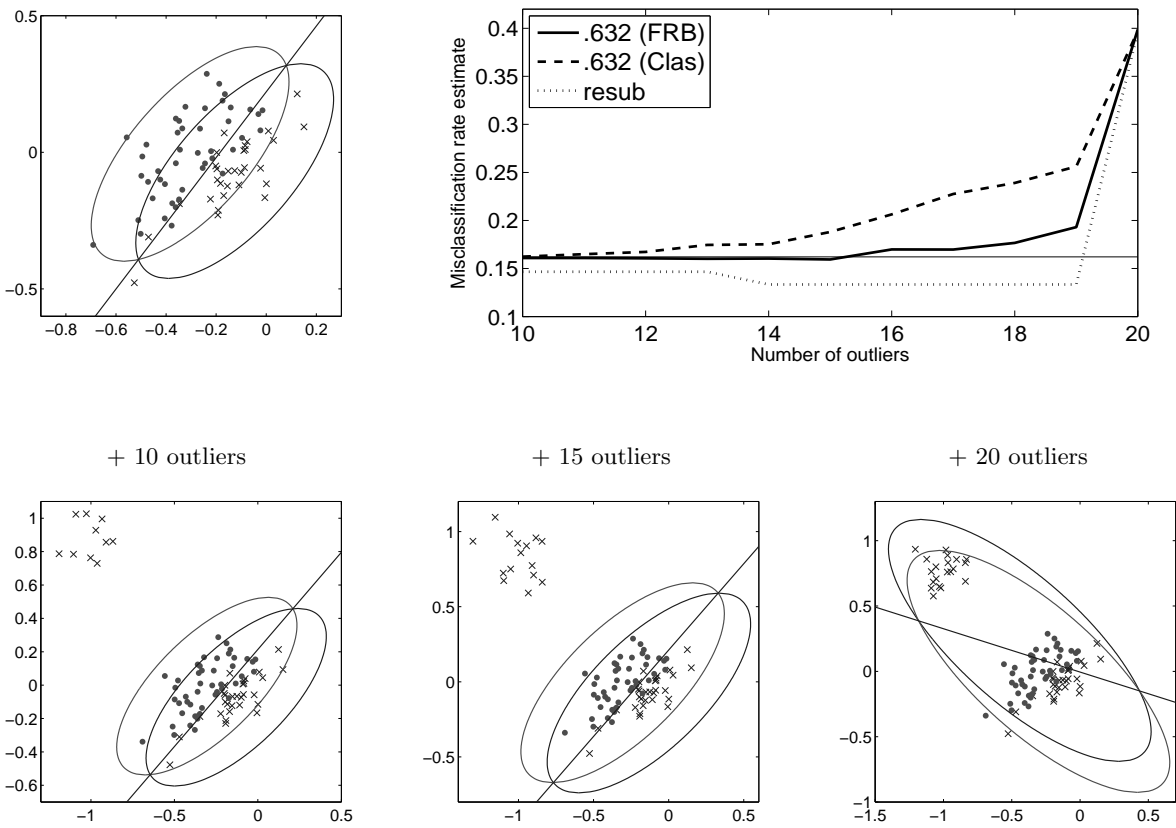 0.5
0
−0.5
−0.8 −0.6 −0.4 −0.2 0 0.2
.632 (FRB)
.632 (Clas)
resub
Misclassification rate estimate
0.4
0.35
0.3
0.25
0.2
0.15
0.1
10 12 14 16 18 20
Number of outliers
+ 10 outliers
1
0.8
0.6
0.4
0.2
0
−0.2
−0.4
−0.6
−1 −0.5 0 0.5
+ 15 outliers
1
0.5
0
−0.5
−1 −0.5 0 0.5
+ 20 outliers
1
0.5
0
−0.5
−1
−1.5 −1 −0.5 0 0.5